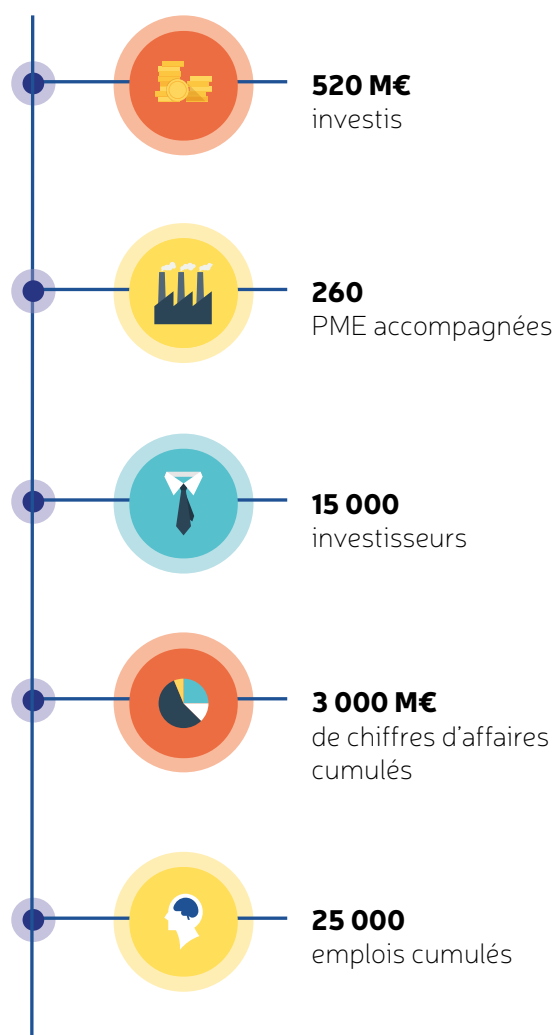 520 M€
investis
260
PME accompagnées
15 000
investisseurs
3 000 M€
de chiffres d’affaires
cumulés
25 000
emplois cumulés